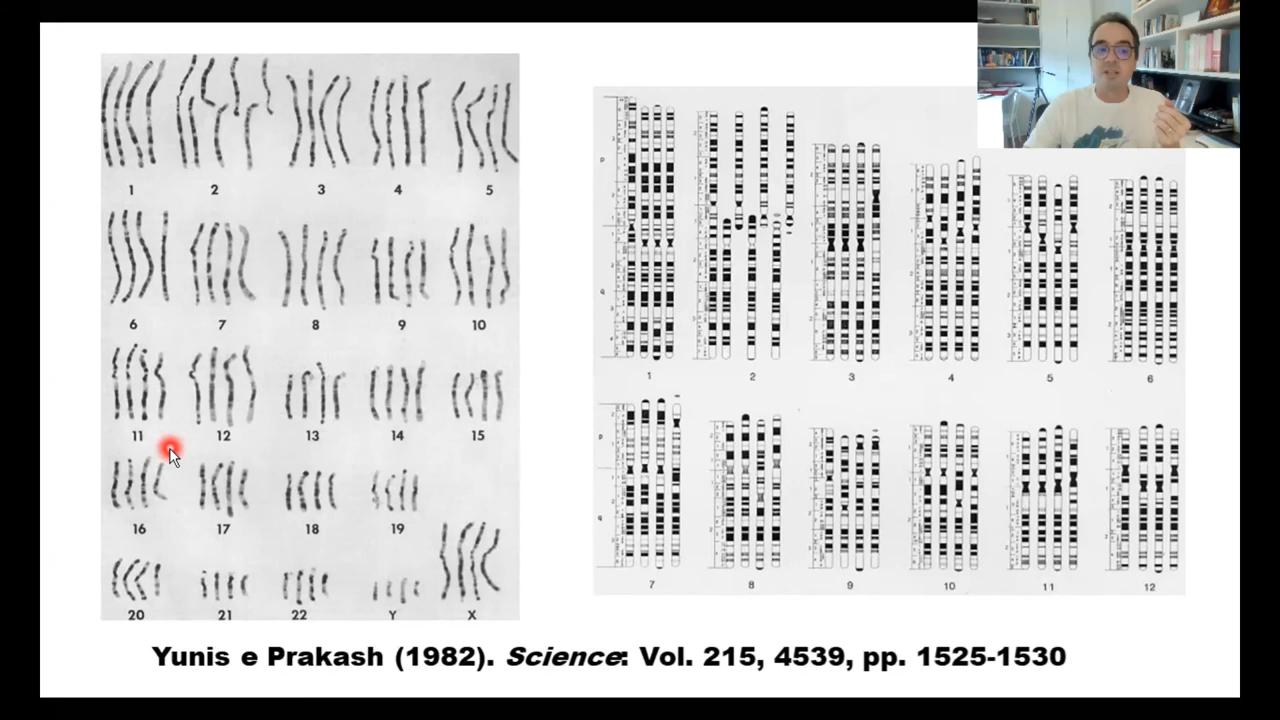 1 2 3 4 5
6 7 8 9 10
11 12 13 14 15
16 17 18 19
20 21 22 Y X
p
q
1 2 3 4 5 6
p
q
7 8 9 10 11 12
Yunis e Prakash (1982). Science: Vol. 215, 4539, pp. 1525-1530